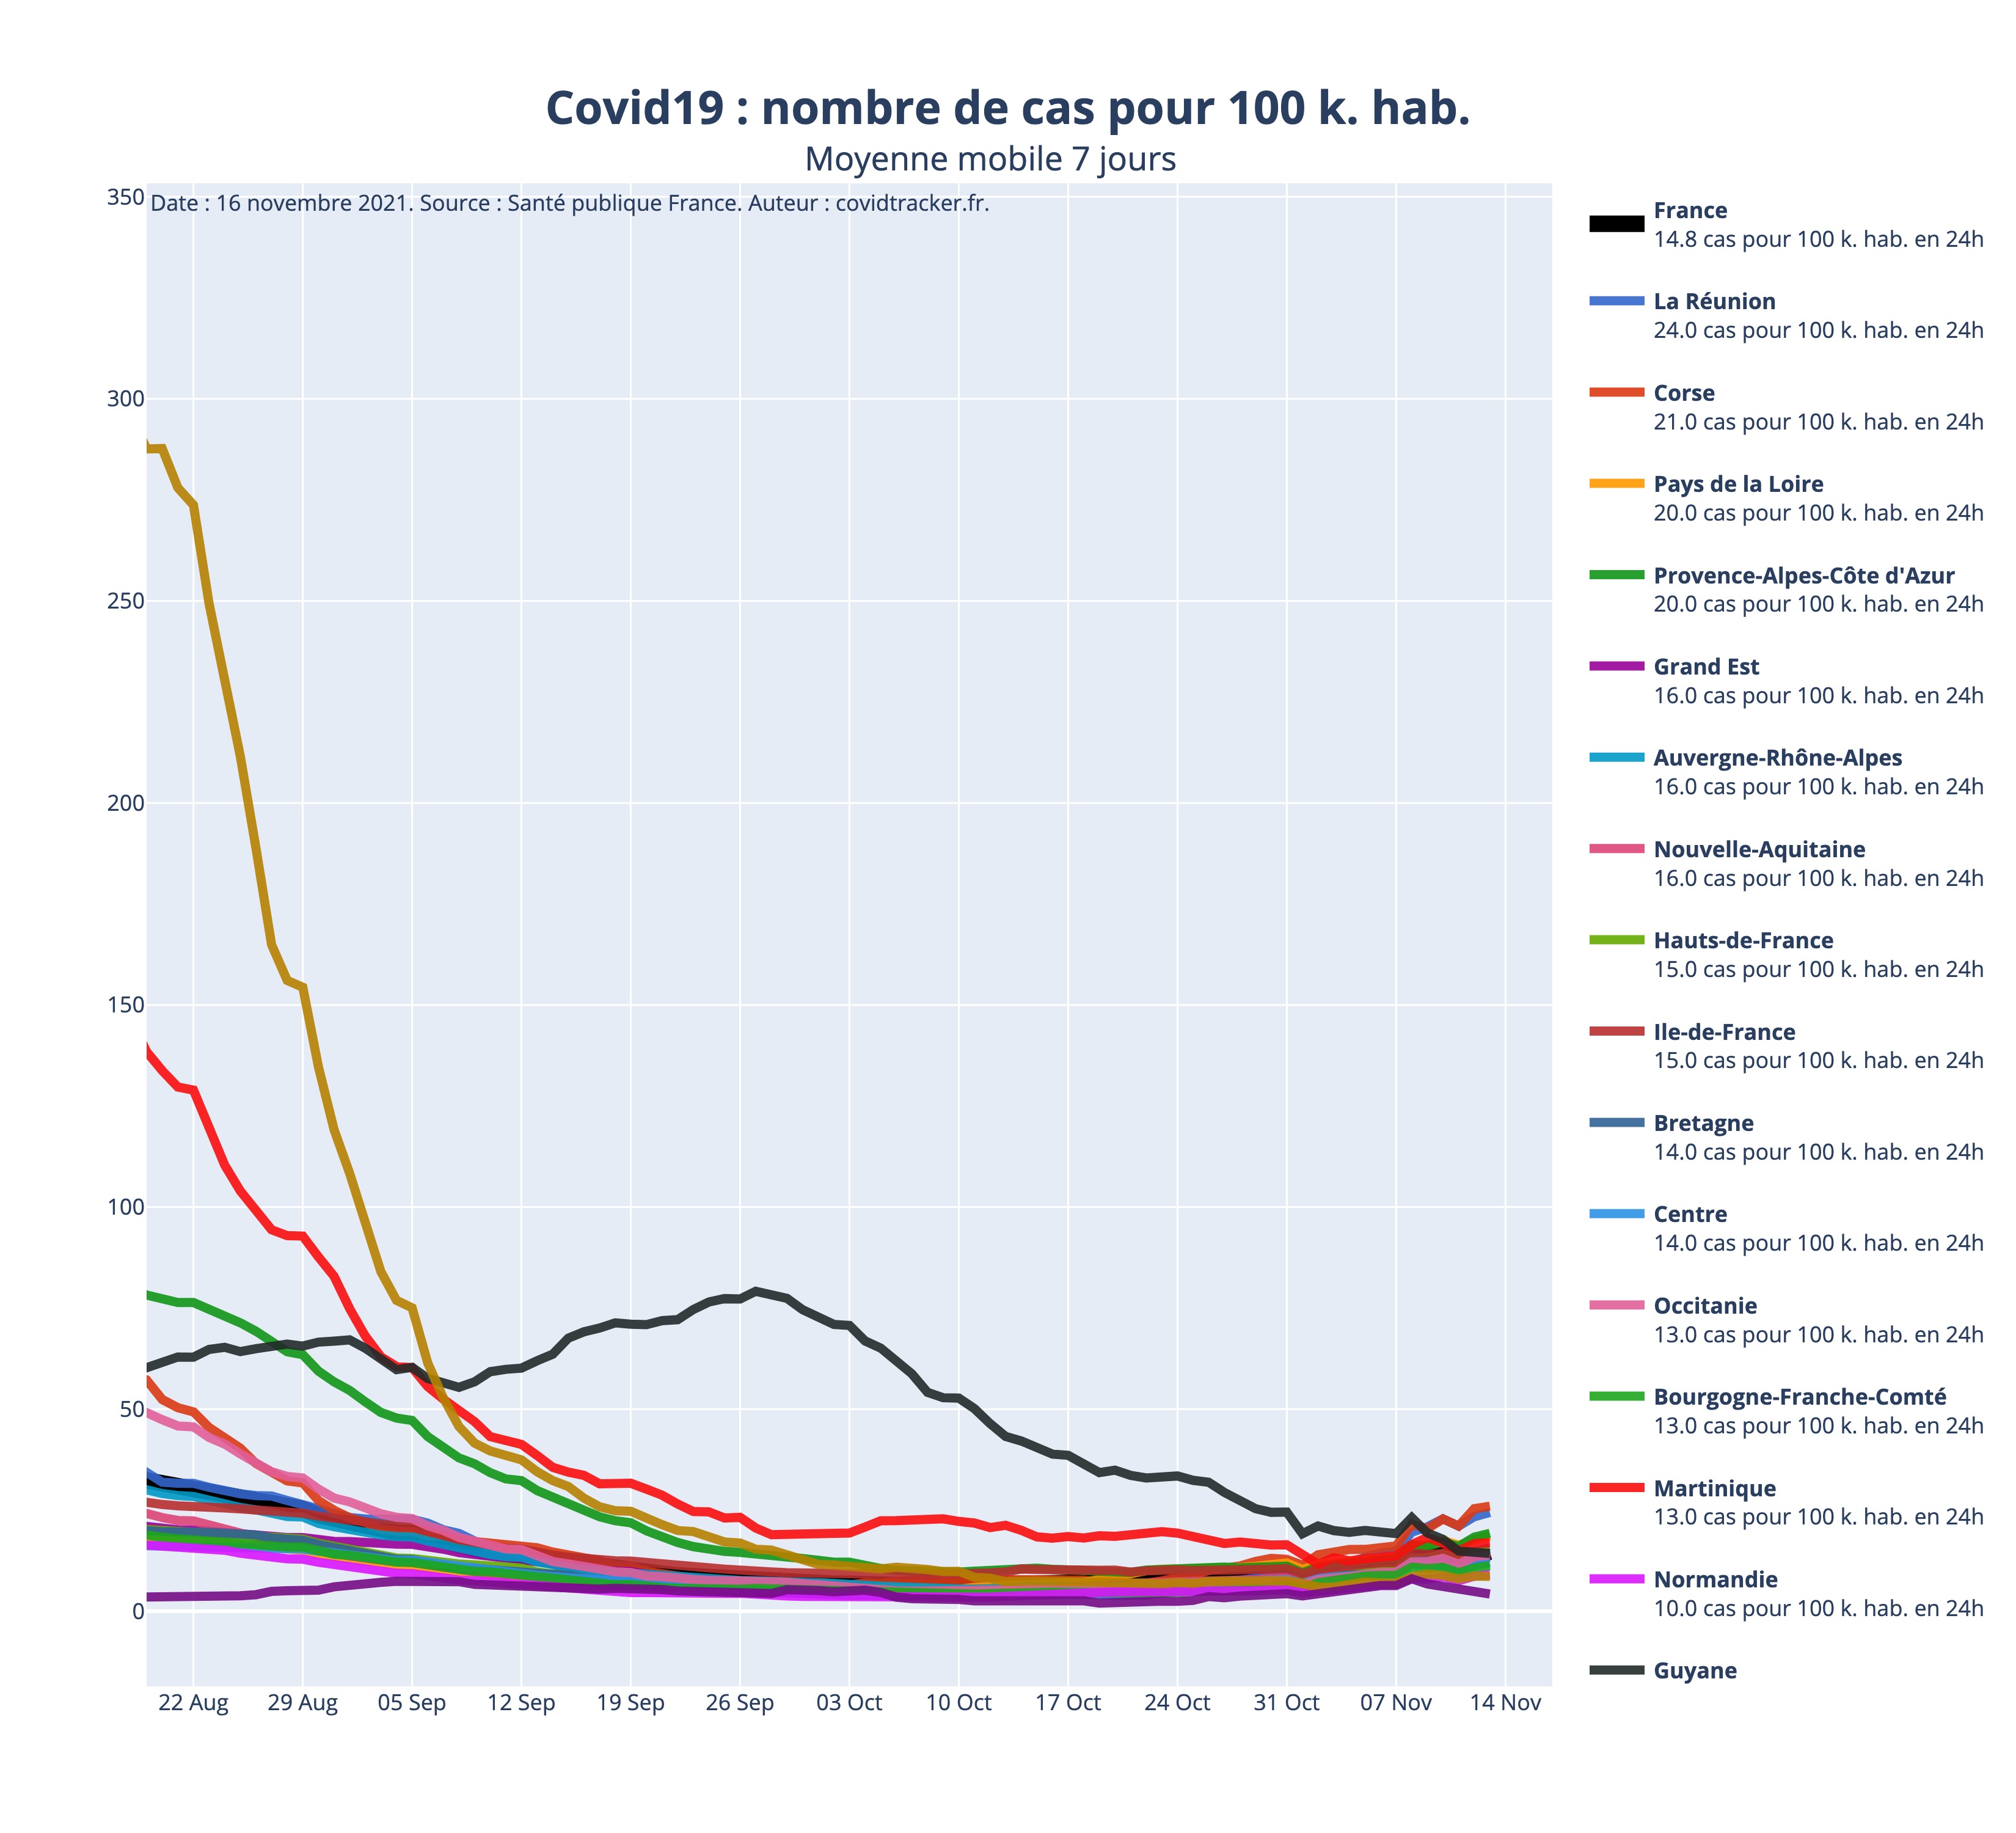 Covid19 : nombre de cas pour 100 k. hab.
Moyenne mobile 7 jours
Date : 16 novembre 2021. Source : Santé publique France. Auteur : covidtracker.fr.
350
300
250
200
150
100
50
0
22 Aug
29 Aug
05 Sep
12 Sep
19 Sep
26 Sep
03 Oct
10 Oct
17 Oct
24 Oct
31 Oct
07 Nov
14 Nov
France
14.8 cas pour 100 k. hab. en 24h
La Réunion
24.0 cas pour 100 k. hab. en 24h
Corse
21.0 cas pour 100 k. hab. en 24h
Pays de la Loire
20.0 cas pour 100 k. hab. en 24h
Provence-Alpes-Côte d'Azur
20.0 cas pour 100 k. hab. en 24h
Grand Est
16.0 cas pour 100 k. hab. en 24h
Auvergne-Rhône-Alpes
16.0 cas pour 100 k. hab. en 24h
Nouvelle-Aquitaine
16.0 cas pour 100 k. hab. en 24h
Hauts-de-France
15.0 cas pour 100 k. hab. en 24h
Ile-de-France
15.0 cas pour 100 k. hab. en 24h
Bretagne
14.0 cas pour 100 k. hab. en 24h
Centre
14.0 cas pour 100 k. hab. en 24h
Occitanie
13.0 cas pour 100 k. hab. en 24h
Bourgogne-Franche-Comté
13.0 cas pour 100 k. hab. en 24h
Martinique
13.0 cas pour 100 k. hab. en 24h
Normandie
10.0 cas pour 100 k. hab. en 24h
Guyane